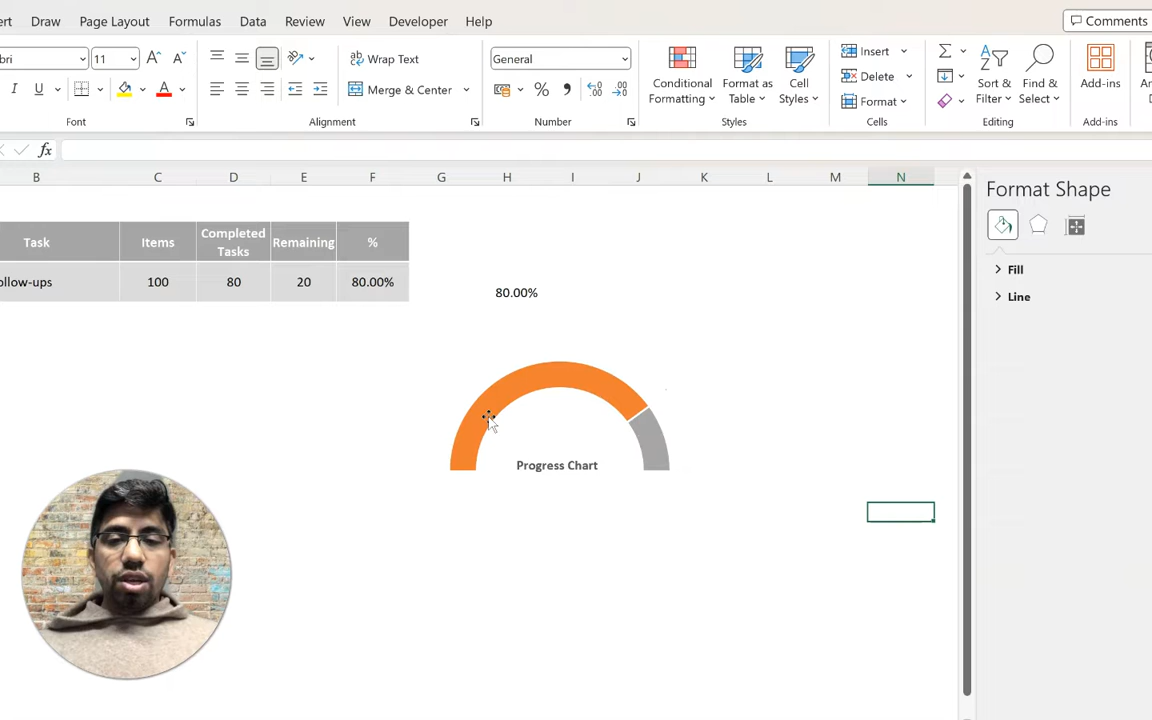 ert Draw Page Layout Formulas Data Review View Developer Help Comments
bri 11 A^ A˅ ab Wrap Text General Insert Σ
Merge & Center % Conditional Formatting Format as Table Cell Styles Delete Format Sort & Filter Find & Select Add-ins An
U A
Font Alignment Number Styles Cells Editing Add-ins
fx
B C D E F G H I J K L M N
Format Shape
Task Items Completed Tasks Remaining %
ollow-ups 100 80 20 80.00%
Fill
80.00%
Line
Progress Chart